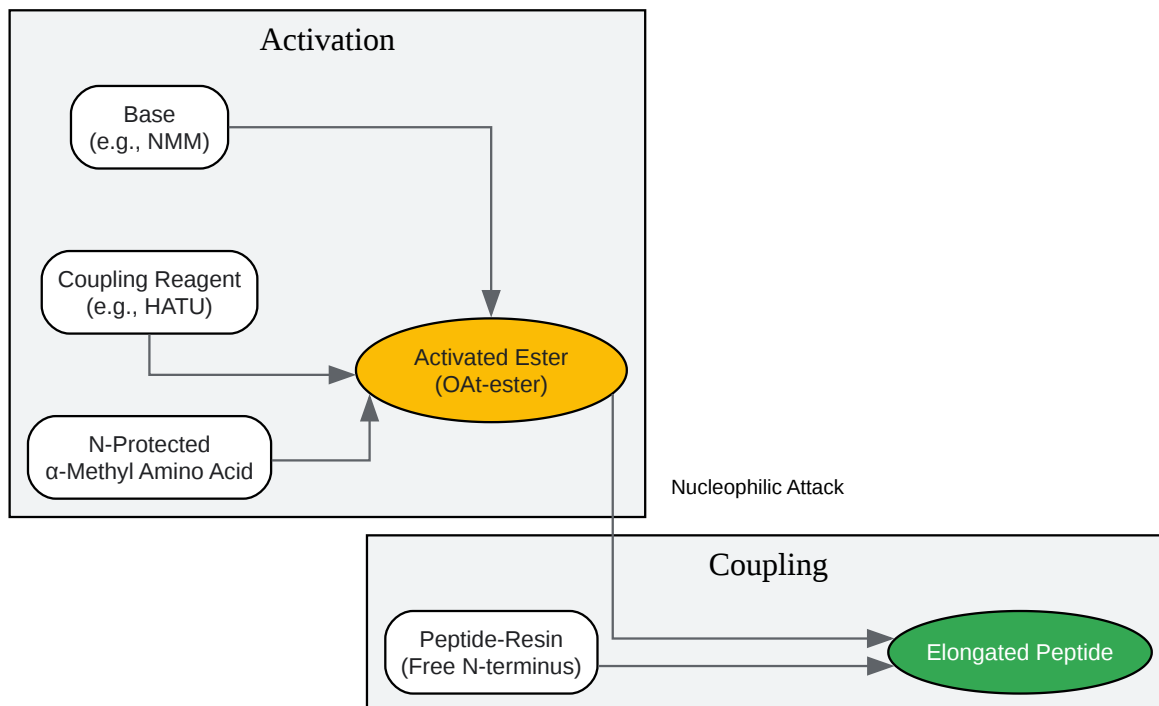 Activation
Base
(e.g., NMM)
Coupling Reagent
(e.g., HATU)
Activated Ester
(OAt-ester)
N-Protected
α-Methyl Amino Acid
Nucleophilic Attack
Coupling
Peptide-Resin
(Free N-terminus)
Elongated Peptide